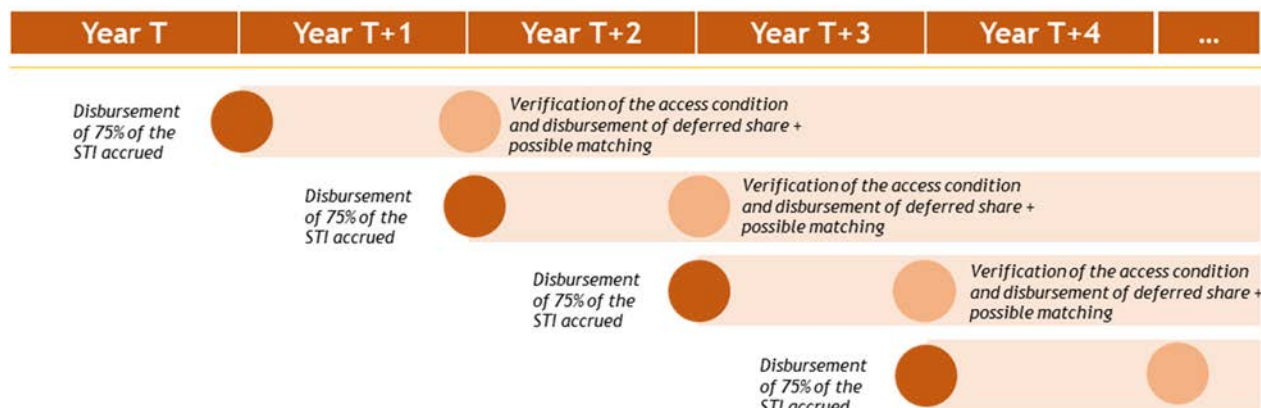 Year T
Year T+1
Year T+2
Year T+3
Year T+4
...
Disbursement
of 75% of the
STI accrued
Verification of the access condition
and disbursement of deferred share +
possible matching
Disbursement
of 75% of the
STI accrued
Verification of the access condition
and disbursement of deferred share +
possible matching
Disbursement
of 75% of the
STI accrued
Verification of the access condition
and disbursement of deferred share +
possible matching
Disbursement
of 75% of the
STI accrued